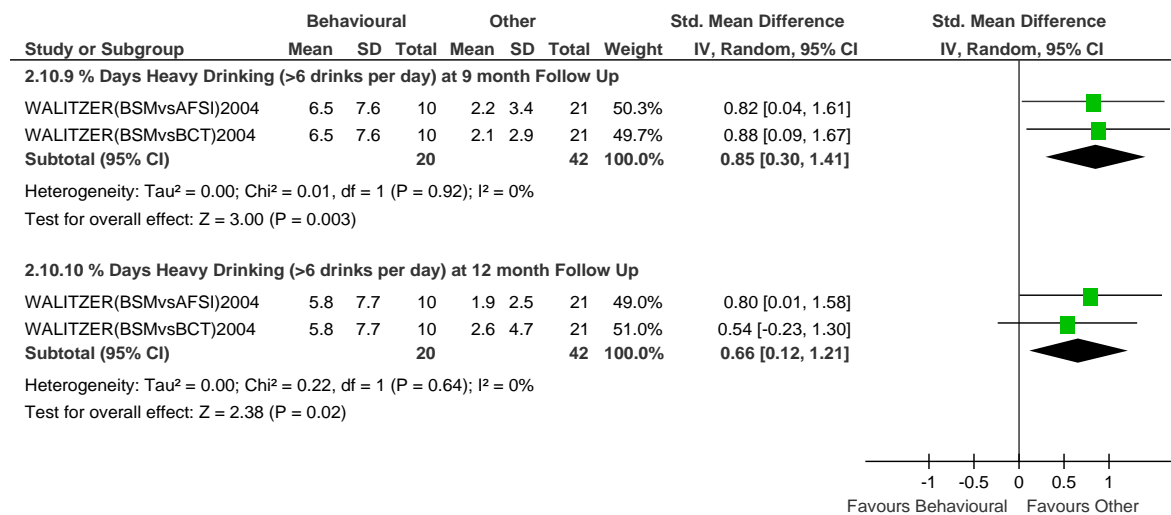 Behavioural Other Std. Mean Difference Std. Mean Difference
Study or Subgroup Mean SD Total Mean SD Total Weight IV, Random, 95% CI IV, Random, 95% CI
2.10.9 % Days Heavy Drinking (>6 drinks per day) at 9 month Follow Up
WALITZER(BSMvsAFSI)2004 6.5 7.6 10 2.2 3.4 21 50.3% 0.82 [0.04, 1.61]
WALITZER(BSMvsBCT)2004 6.5 7.6 10 2.1 2.9 21 49.7% 0.88 [0.09, 1.67]
Subtotal (95% CI) 20 42 100.0% 0.85 [0.30, 1.41]
Heterogeneity: Tau² = 0.00; Chi² = 0.01, df = 1 (P = 0.92); I² = 0%
Test for overall effect: Z = 3.00 (P = 0.003)
2.10.10 % Days Heavy Drinking (>6 drinks per day) at 12 month Follow Up
WALITZER(BSMvsAFSI)2004 5.8 7.7 10 1.9 2.5 21 49.0% 0.80 [0.01, 1.58]
WALITZER(BSMvsBCT)2004 5.8 7.7 10 2.6 4.7 21 51.0% 0.54 [-0.23, 1.30]
Subtotal (95% CI) 20 42 100.0% 0.66 [0.12, 1.21]
Heterogeneity: Tau² = 0.00; Chi² = 0.22, df = 1 (P = 0.64); I² = 0%
Test for overall effect: Z = 2.38 (P = 0.02)
-1 -0.5 0 0.5 1
Favours Behavioural Favours Other